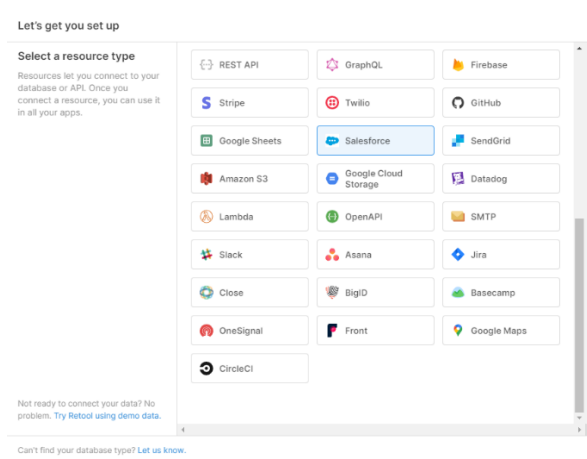 Let's get you set up
Select a resource type
Resources let you connect to your
database or API. Once you
connect a resource, you can use it
in all your apps.
REST API
GraphQL
Firebase
Stripe
Twilio
GitHub
Google Sheets
Salesforce
SendGrid
Amazon S3
Google Cloud
Storage
Datadog
Lambda
OpenAPI
SMTP
Slack
Asana
Jira
Close
BigID
Basecamp
OneSignal
Front
Google Maps
CircleCI
Not ready to connect your data? No
problem. Try Retool using demo data.
Can't find your database type? Let us know.